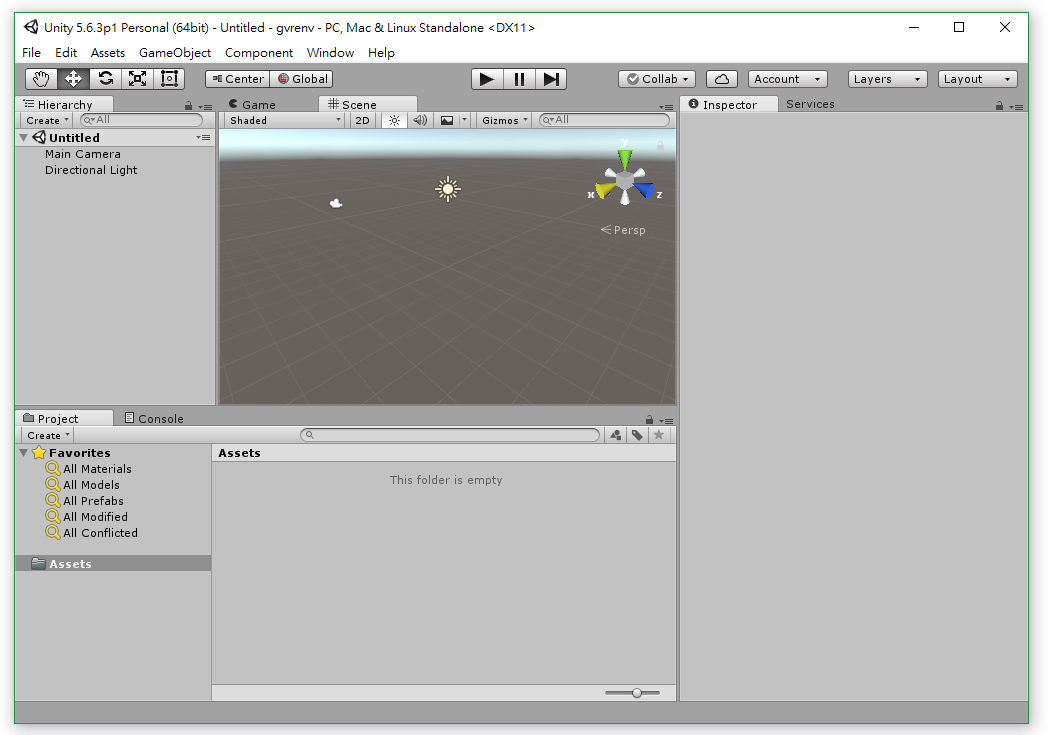 Unity 5.6.3p1 Personal (64bit) - Untitled - gvrenv - PC, Mac & Linux Standalone <DX11>
File Edit Assets GameObject Component Window Help
Center Global Collab Account Layers Layout
Hierarchy Game Scene Inspector Services
Create All Shaded 2D Gizmos All
Untitled
Main Camera
Directional Light
y
x z
Persp
Project Console
Create
Favorites
All Materials
All Models
All Prefabs
All Modified
All Conflicted
Assets
Assets
This folder is empty